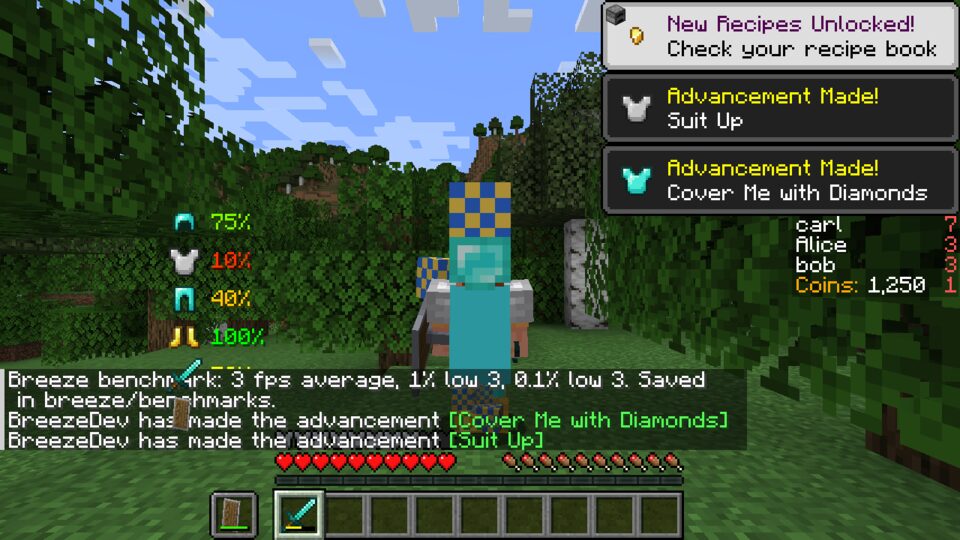 New Recipes Unlocked!
Check your recipe book
Advancement Made!
Suit Up
Advancement Made!
Cover Me with Diamonds
carl 7
Alice 3
bob 3
Coins: 1,250 1
75%
10%
40%
100%
Breeze benchmark: 3 fps average, 1% low 3, 0.1% low 3. Saved
in breeze/benchmarks.
BreezeDev has made the advancement [Cover Me with Diamonds]
BreezeDev has made the advancement [Suit Up]